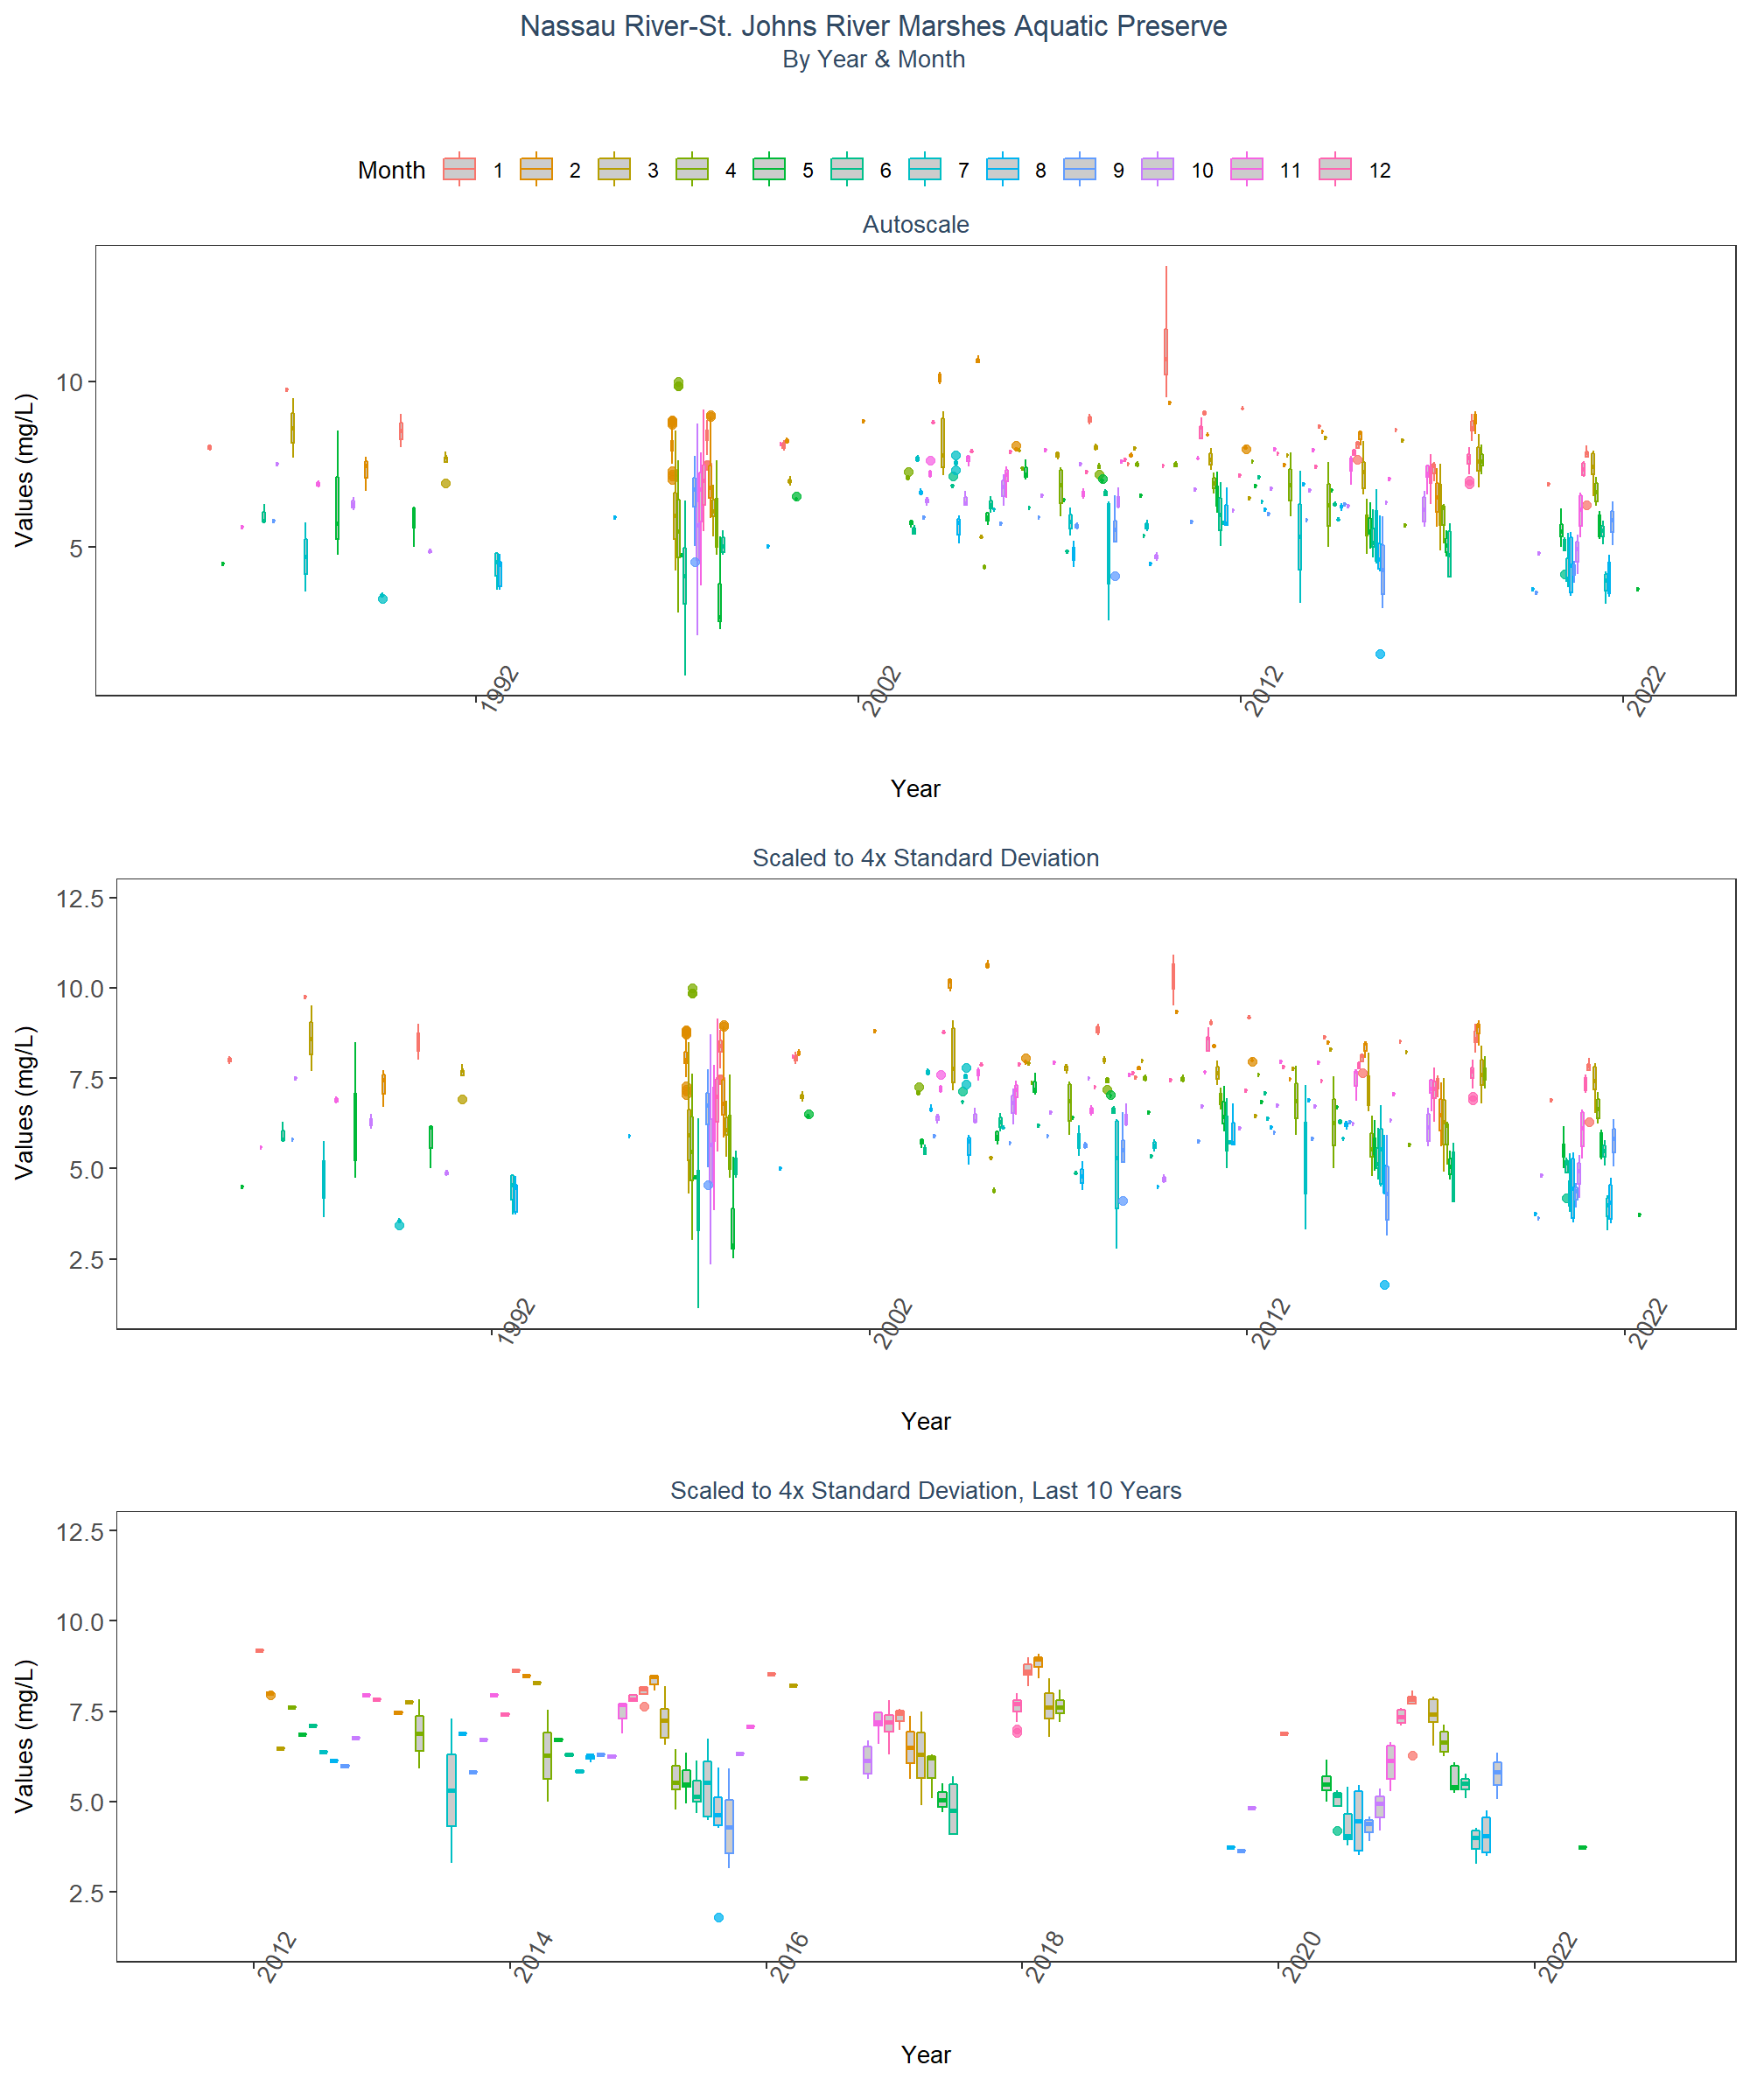 Nassau River-St. Johns River Marshes Aquatic Preserve
By Year & Month
Month 1 2 3 4 5 6 7 8 9 10 11 12
Autoscale
Values (mg/L)
10
5
1992 2002 2012 2022
Year
Scaled to 4x Standard Deviation
Values (mg/L)
12.5
10.0
7.5
5.0
2.5
1992 2002 2012 2022
Year
Scaled to 4x Standard Deviation, Last 10 Years
Values (mg/L)
12.5
10.0
7.5
5.0
2.5
2012 2014 2016 2018 2020 2022
Year